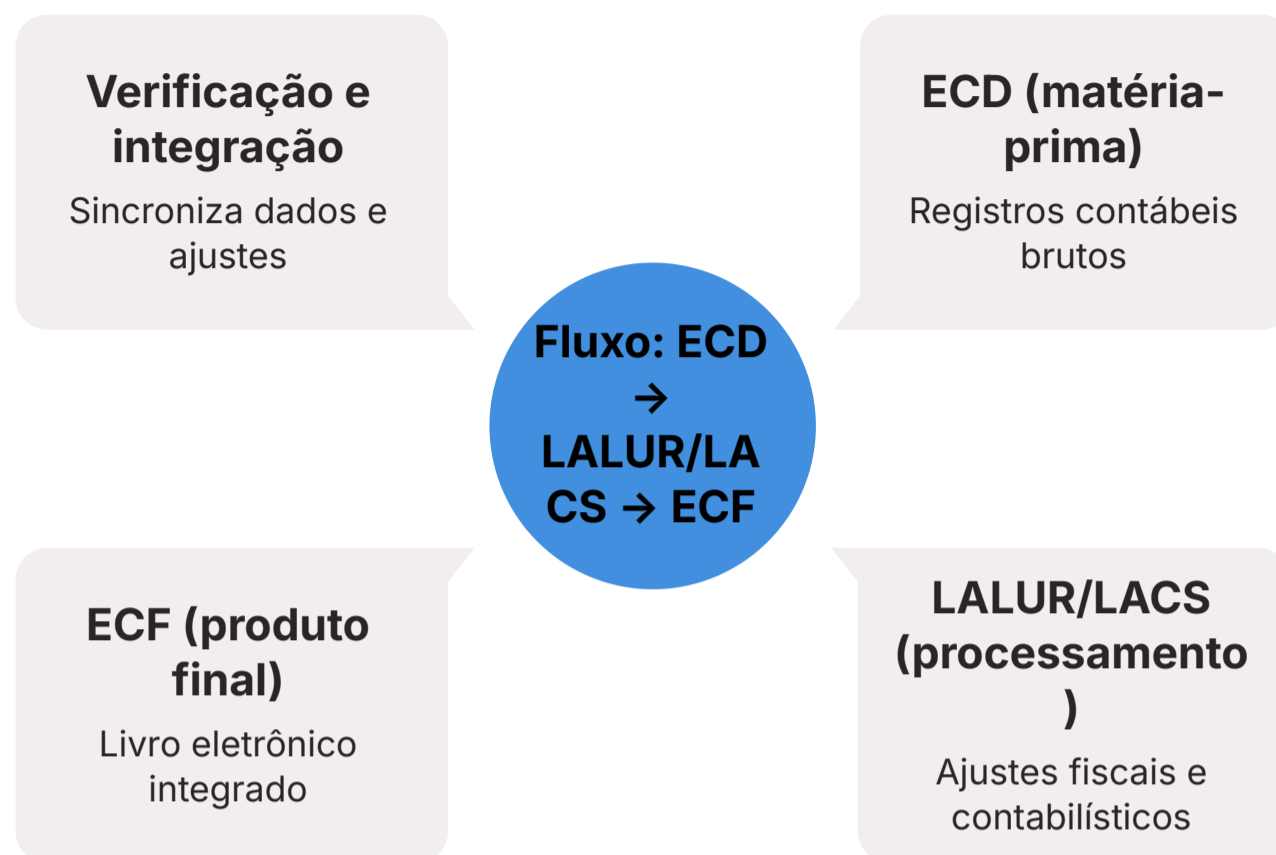 Verificação e
integração
Sincroniza dados e
ajustes
ECD (matéria-
prima)
Registros contábeis
brutos
Fluxo: ECD
→
LALUR/LA
CS → ECF
ECF (produto
final)
Livro eletrônico
integrado
LALUR/LACS
(processamento
)
Ajustes fiscais e
contabilísticos